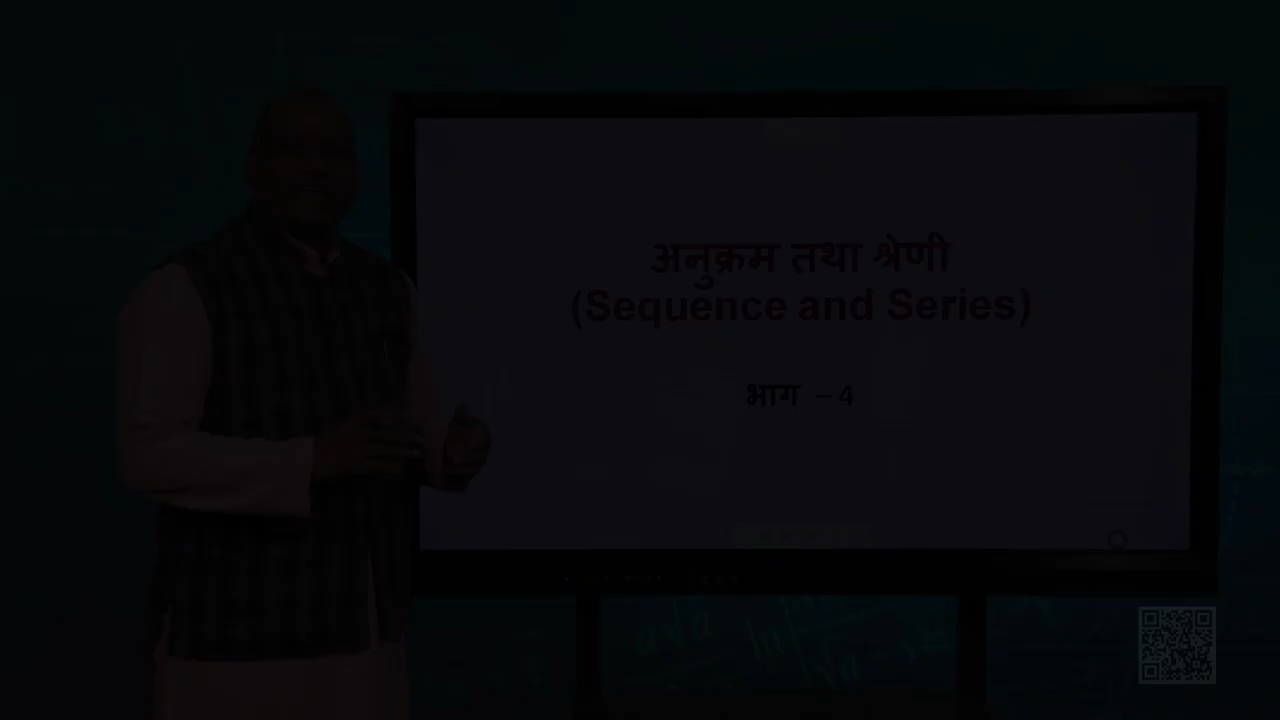 अनुक्रम तथा श्रेणी
(Sequence and Series)
भाग – 4